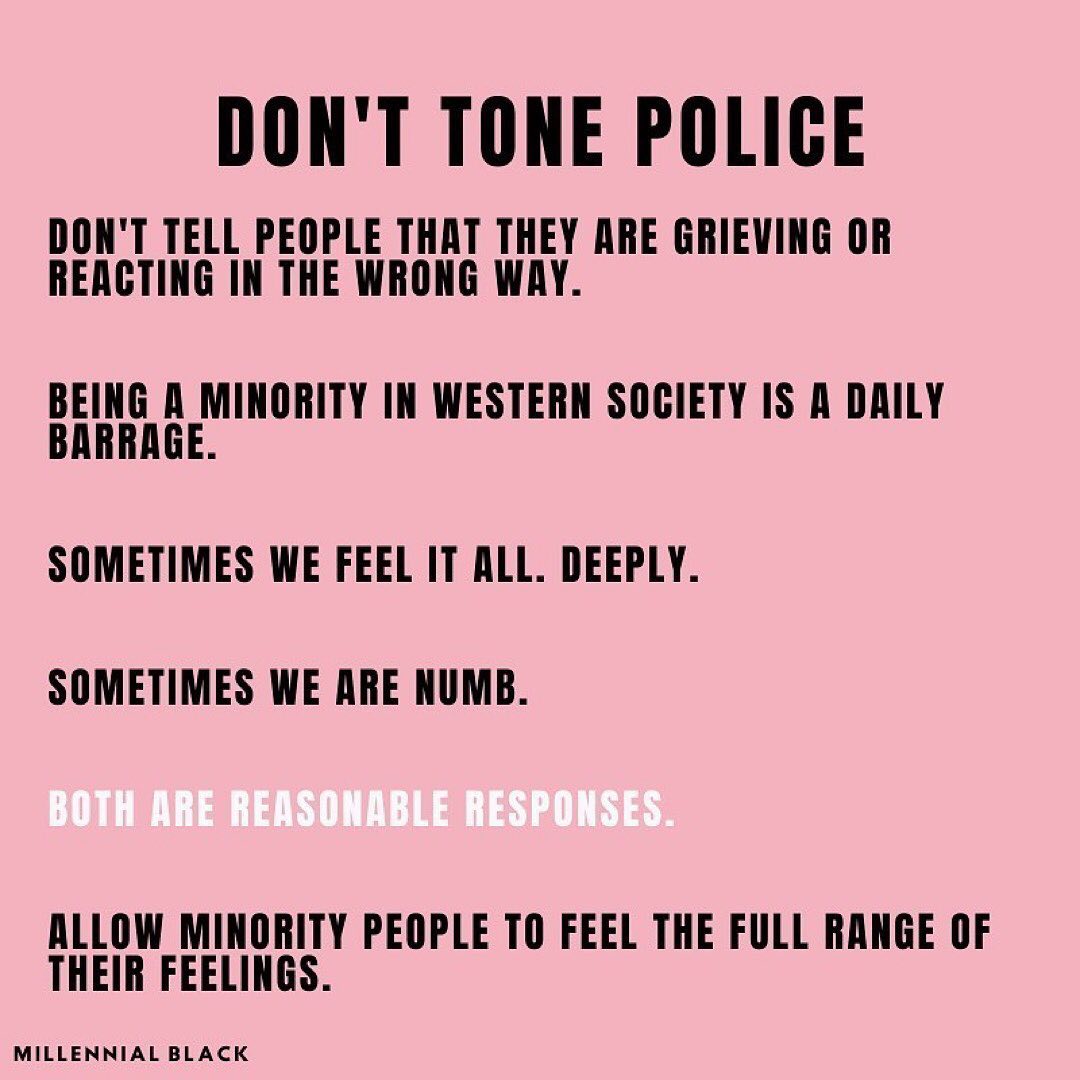 DON'T TONE POLICE
DON'T TELL PEOPLE THAT THEY ARE GRIEVING OR
REACTING IN THE WRONG WAY.
BEING A MINORITY IN WESTERN SOCIETY IS A DAILY
BARRAGE.
SOMETIMES WE FEEL IT ALL. DEEPLY.
SOMETIMES WE ARE NUMB.
BOTH ARE REASONABLE RESPONSES.
ALLOW MINORITY PEOPLE TO FEEL THE FULL RANGE OF
THEIR FEELINGS.
MILLENNIAL BLACK